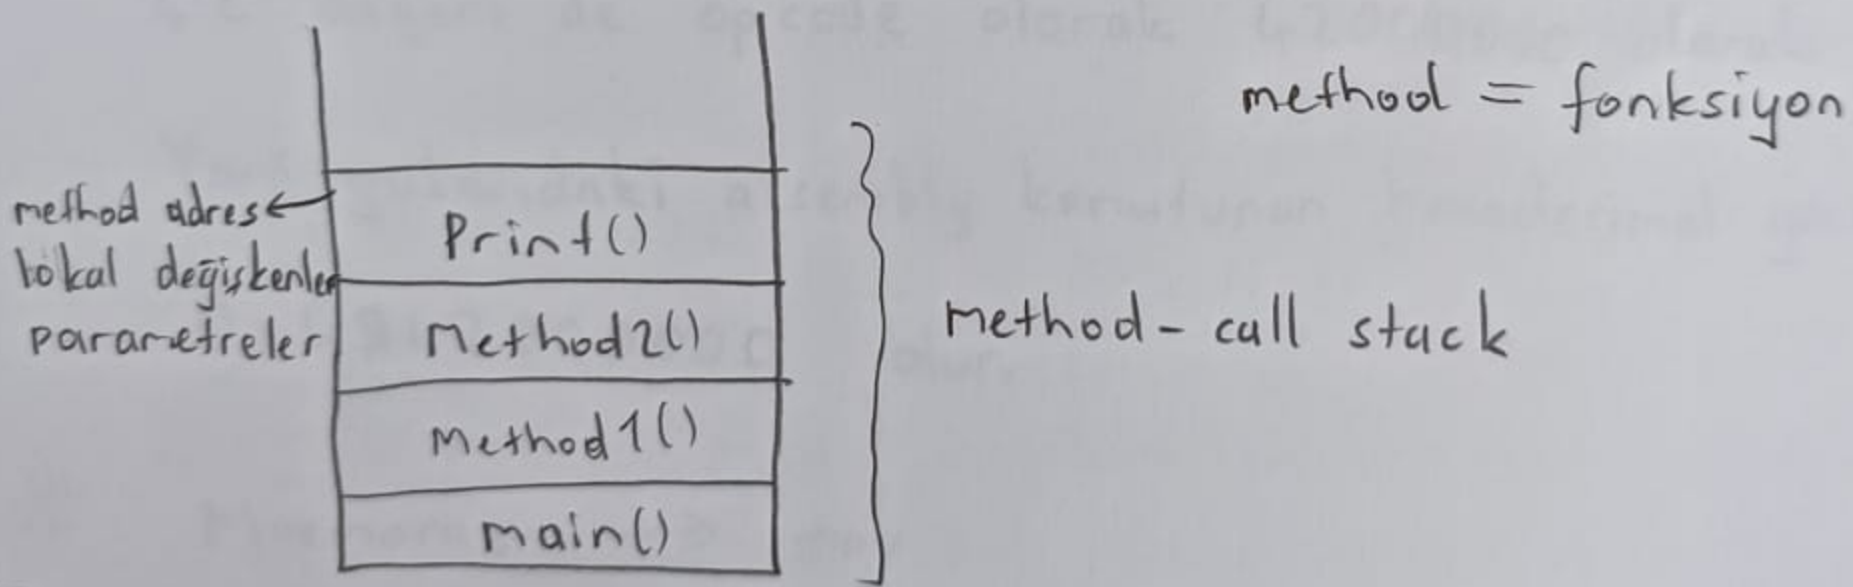 method = fonksiyon
method adres
lokal değişkenler
parametreler
Print()
Method2()
Method1()
main()
Method-call stack